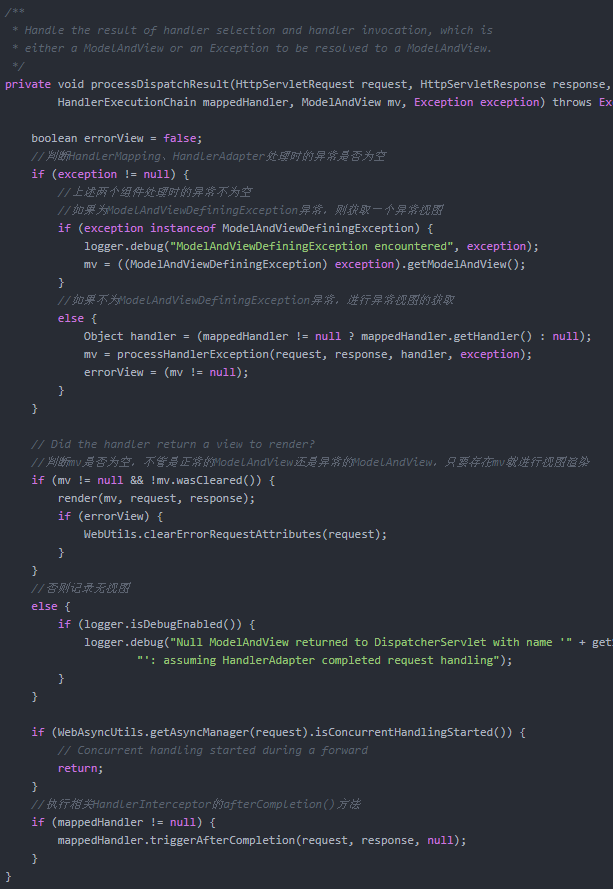 /**
 * Handle the result of handler selection and handler invocation, which is
 * either a ModelAndView or an Exception to be resolved to a ModelAndView.
 */
private void processDispatchResult(HttpServletRequest request, HttpServletResponse response,
        HandlerExecutionChain mappedHandler, ModelAndView mv, Exception exception) throws Ex
    boolean errorView = false;
    //判断HandlerMapping、HandlerAdapter处理时的异常是否为空
    if (exception != null) {
        //上述两个组件处理时的异常不为空
        //如果为ModelAndViewDefiningException异常，则获取一个异常视图
        if (exception instanceof ModelAndViewDefiningException) {
            logger.debug("ModelAndViewDefiningException encountered", exception);
            mv = ((ModelAndViewDefiningException) exception).getModelAndView();
        }
        //如果不为ModelAndViewDefiningException异常，进行异常视图的获取
        else {
            Object handler = (mappedHandler != null ? mappedHandler.getHandler() : null);
            mv = processHandlerException(request, response, handler, exception);
            errorView = (mv != null);
        }
    }
    // Did the handler return a view to render?
    //判断mv是否为空，不管是正常的ModelAndView还是异常的ModelAndView，只要存在mv就进行视图渲染
    if (mv != null && !mv.wasCleared()) {
        render(mv, request, response);
        if (errorView) {
            WebUtils.clearErrorRequestAttributes(request);
        }
    }
    //否则记录无视图
    else {
        if (logger.isDebugEnabled()) {
            logger.debug("Null ModelAndView returned to DispatcherServlet with name '" + get
                    "': assuming HandlerAdapter completed request handling");
        }
    }
    if (WebAsyncUtils.getAsyncManager(request).isConcurrentHandlingStarted()) {
        // Concurrent handling started during a forward
        return;
    }
    //执行相关HandlerInterceptor的afterCompletion()方法
    if (mappedHandler != null) {
        mappedHandler.triggerAfterCompletion(request, response, null);
    }
}